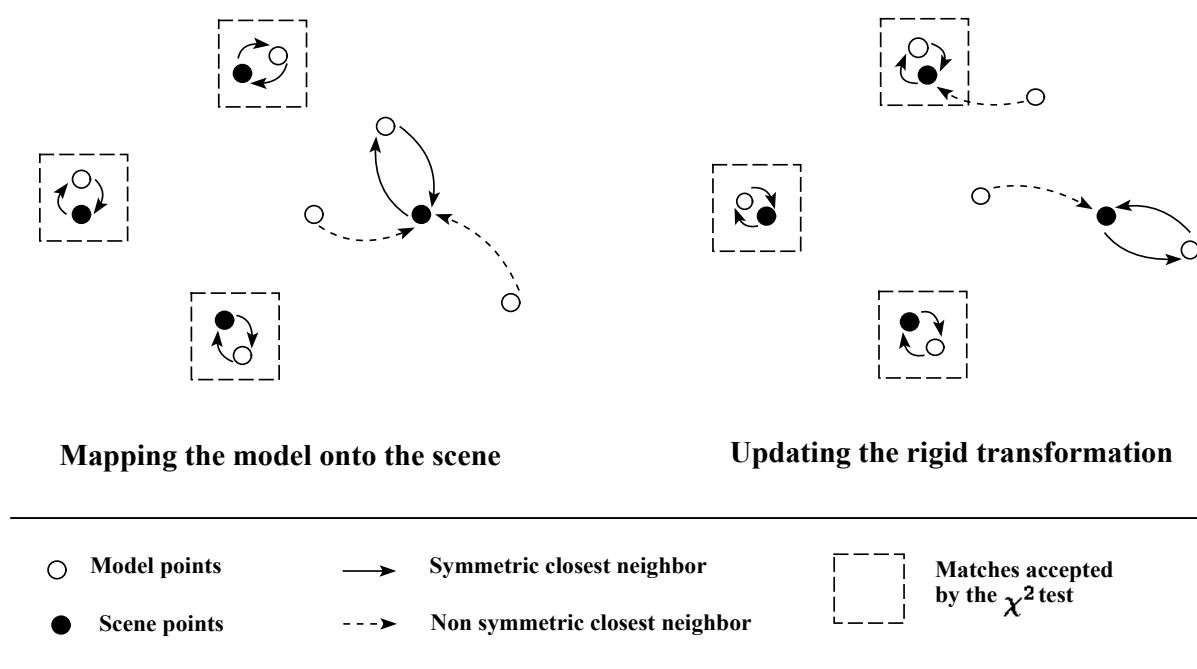 Mapping the model onto the scene
Updating the rigid transformation
Model points
Symmetric closest neighbor
Matches accepted
by the χ² test
Scene points
Non symmetric closest neighbor